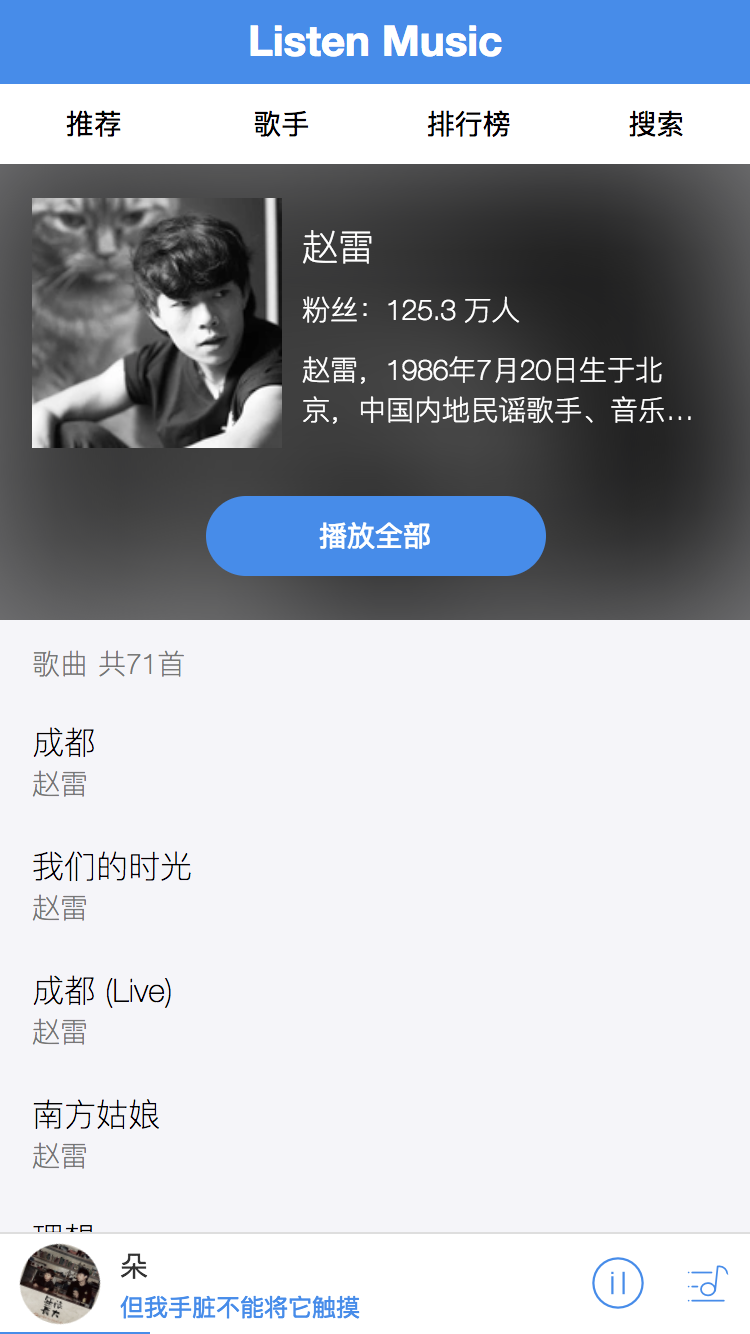 Listen Music
推荐 歌手 排行榜 搜索
赵雷
粉丝：125.3 万人
赵雷，1986年7月20日生于北
京，中国内地民谣歌手、音乐...
播放全部
歌曲 共71首
成都
赵雷
我们的时光
赵雷
成都 (Live)
赵雷
南方姑娘
赵雷
理想
朵
但我手脏不能将它触摸